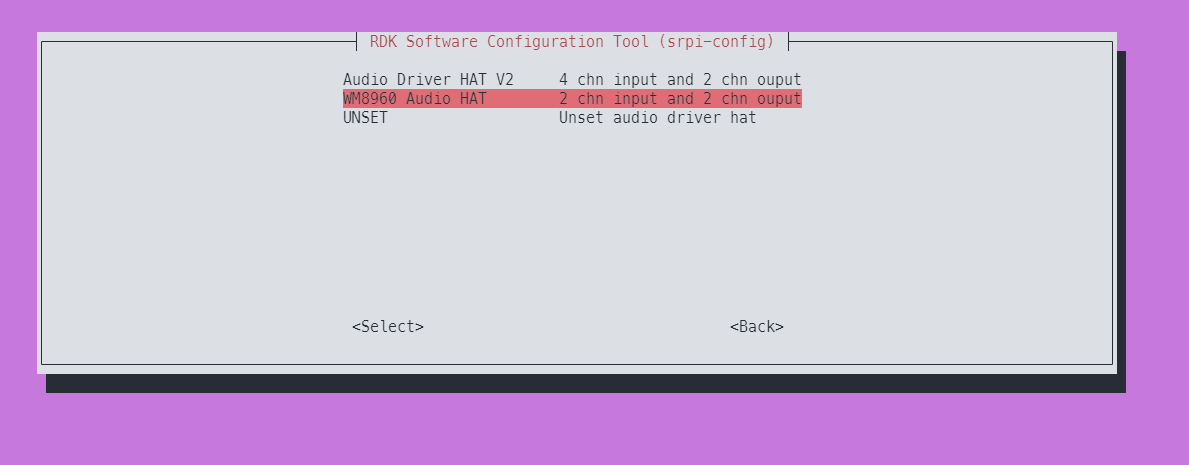 RDK Software Configuration Tool (srpi-config)
Audio Driver HAT V2 4 chn input and 2 chn ouput
WM8960 Audio HAT 2 chn input and 2 chn ouput
UNSET Unset audio driver hat
<Select> <Back>